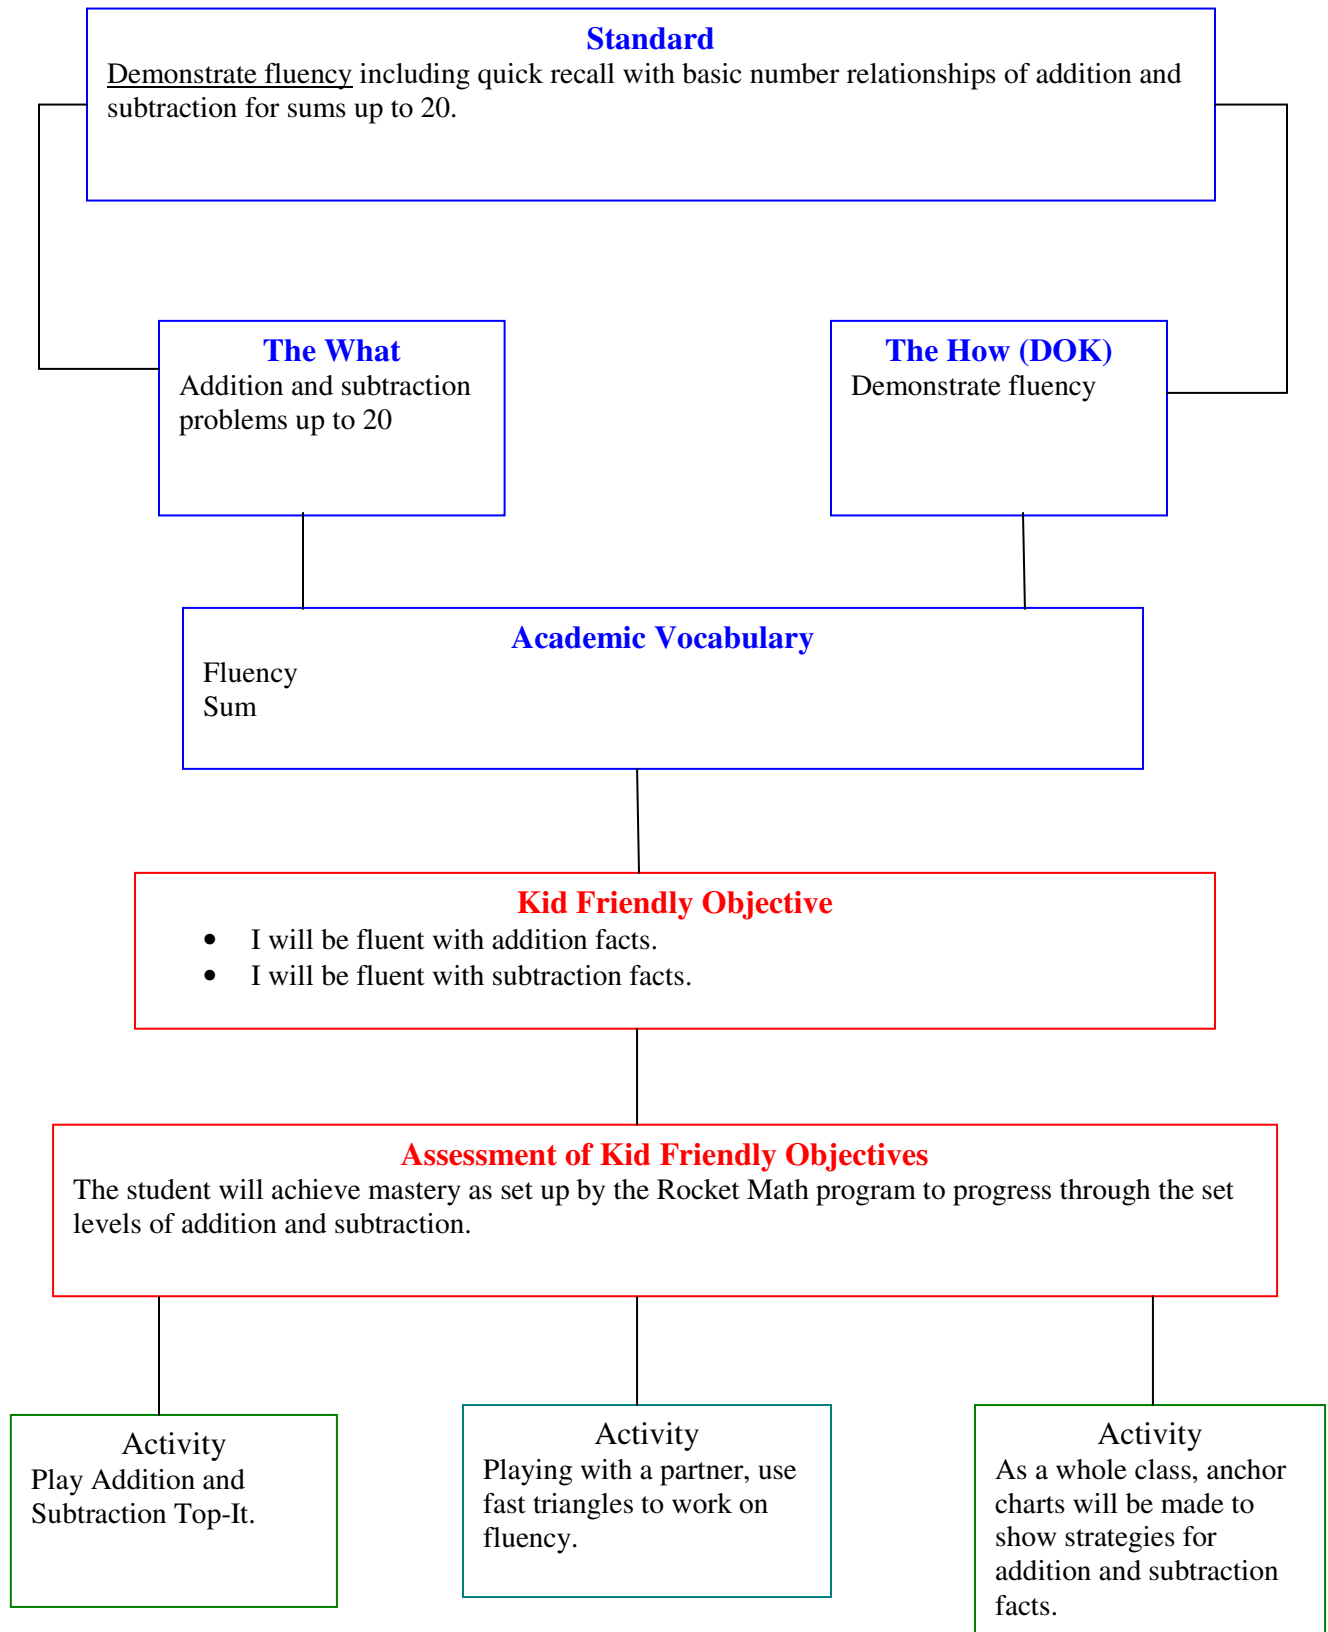 Standard
Demonstrate fluency including quick recall with basic number relationships of addition and
subtraction for sums up to 20.
The What
Addition and subtraction
problems up to 20
The How (DOK)
Demonstrate fluency
Academic Vocabulary
Fluency
Sum
Kid Friendly Objective
• I will be fluent with addition facts.
• I will be fluent with subtraction facts.
Assessment of Kid Friendly Objectives
The student will achieve mastery as set up by the Rocket Math program to progress through the set
levels of addition and subtraction.
Activity
Play Addition and
Subtraction Top-It.
Activity
Playing with a partner, use
fast triangles to work on
fluency.
Activity
As a whole class, anchor
charts will be made to
show strategies for
addition and subtraction
facts.